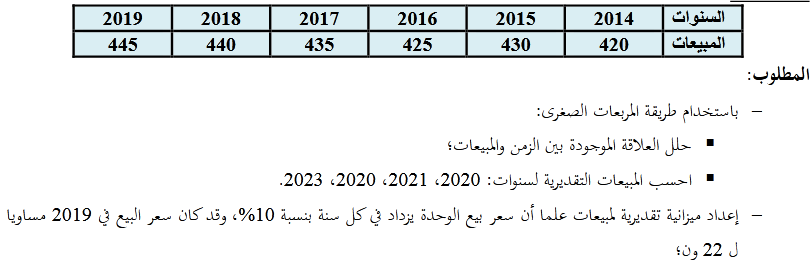 السنوات 2014 2015 2016 2017 2018 2019
المبيعات 420 430 425 435 440 445
المطلوب:
– باستخدام طريقة المربعات الصغرى:
▪ حلل العلاقة الموجودة بين الزمن والمبيعات؛
▪ احسب المبيعات التقديرية لسنوات: 2020، 2021، 2020، 2023.
– إعداد ميزانية تقديرية لمبيعات علما أن سعر بيع الوحدة يزداد في كل سنة بنسبة 10%، وقد كان سعر البيع في 2019 مساويا
ل 22 ون؛